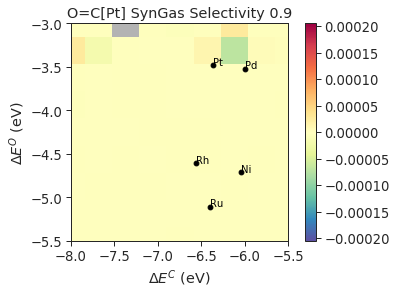 O=C[Pt] SynGas Selectivity 0.9
−3.0
−3.5
−4.0
−4.5
−5.0
−5.5
ΔE^O (eV)
Pt
Pd
Rh
Ni
Ru
−8.0 −7.5 −7.0 −6.5 −6.0 −5.5
ΔE^C (eV)
0.00020
0.00015
0.00010
0.00005
0.00000
−0.00005
−0.00010
−0.00015
−0.00020